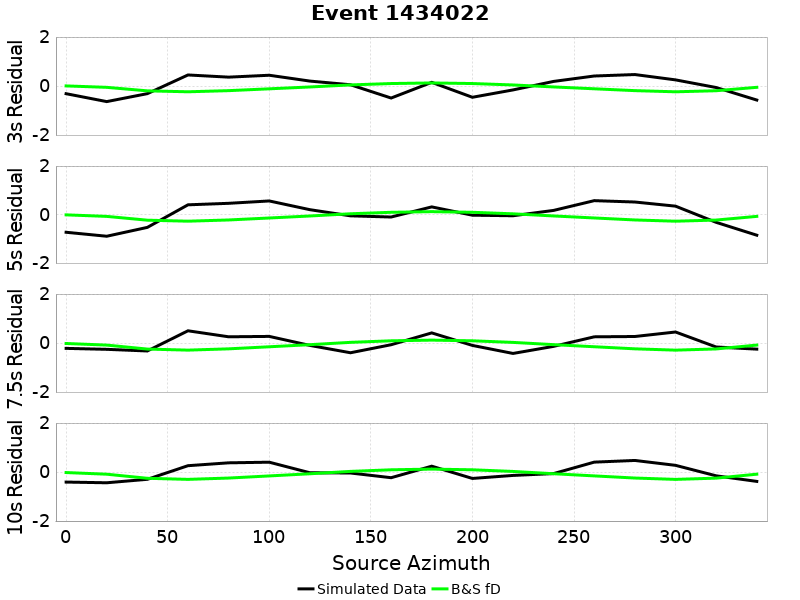 Event 1434022
3s Residual
2
0
-2
5s Residual
2
0
-2
7.5s Residual
2
0
-2
10s Residual
2
0
-2
0 50 100 150 200 250 300
Source Azimuth
Simulated Data B&S fD